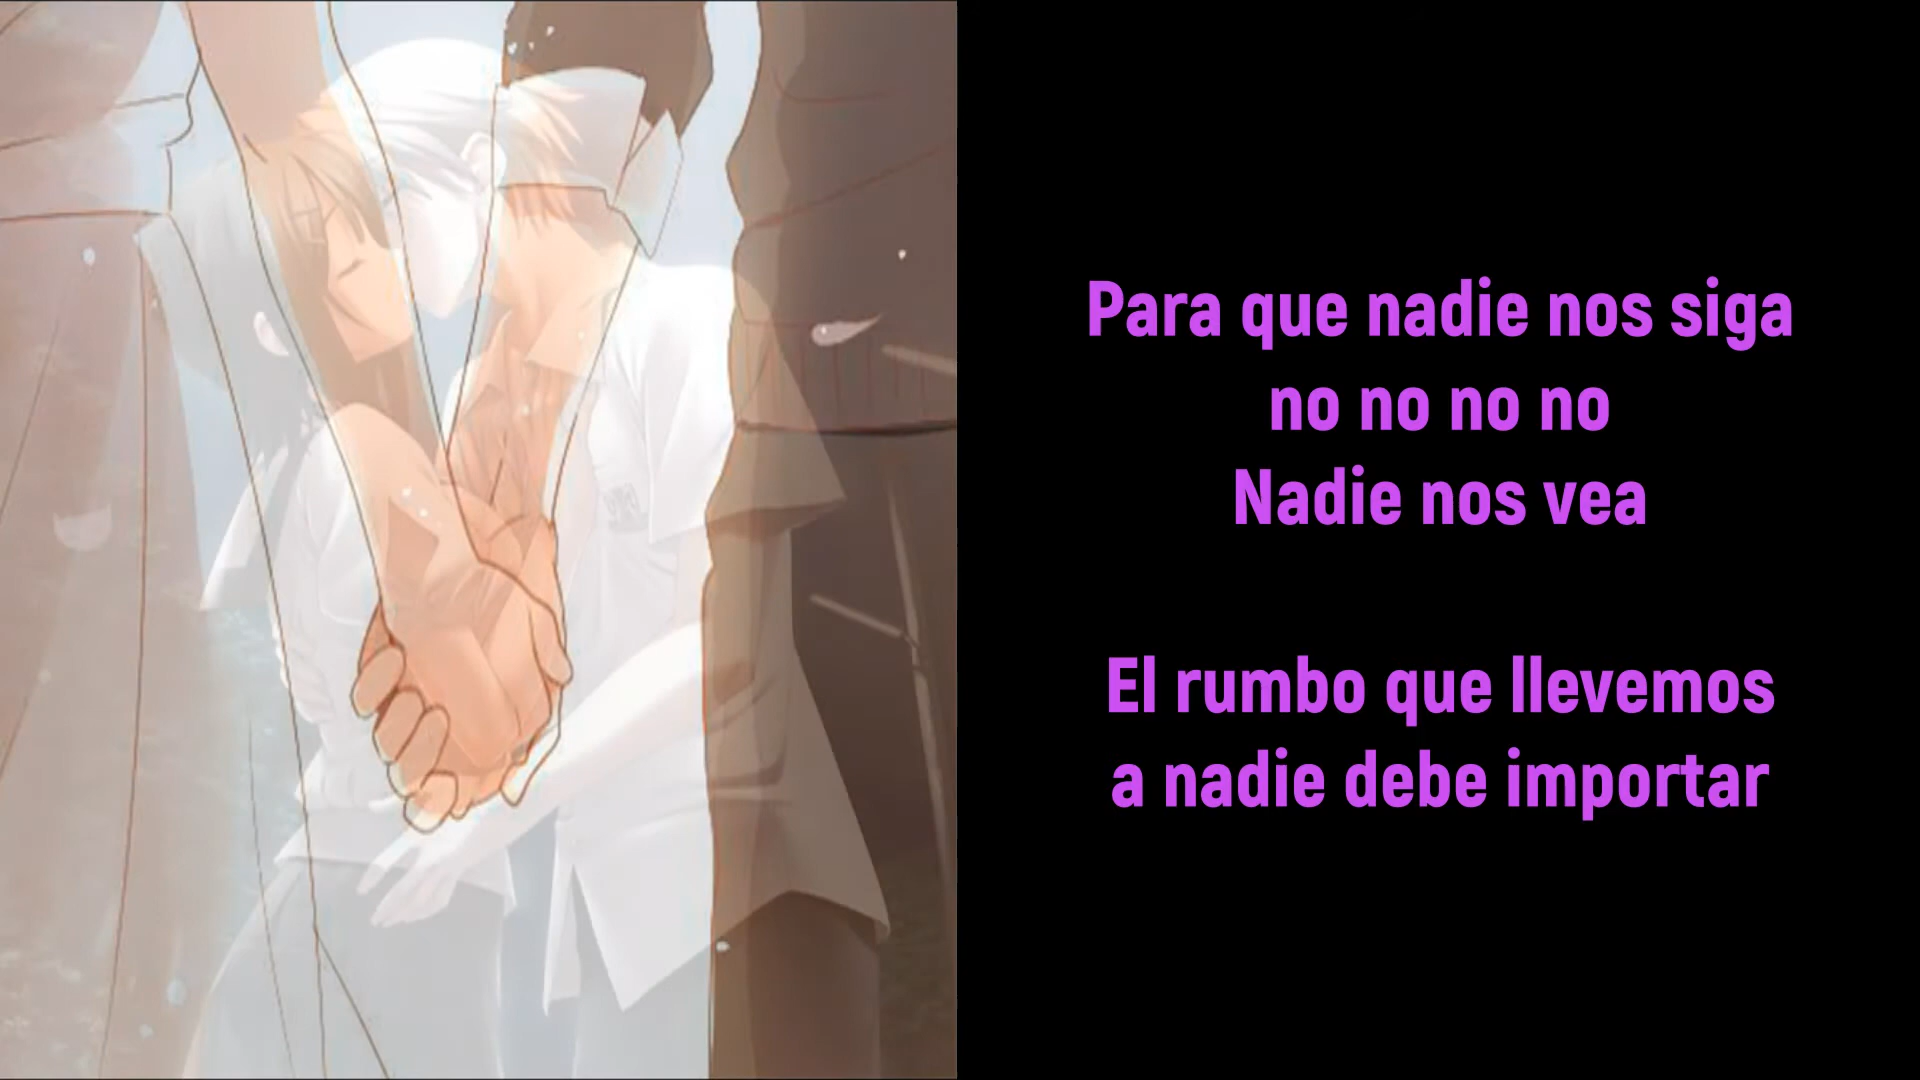 Para que nadie nos siga
no no no no
Nadie nos vea
El rumbo que llevemos
a nadie debe importar